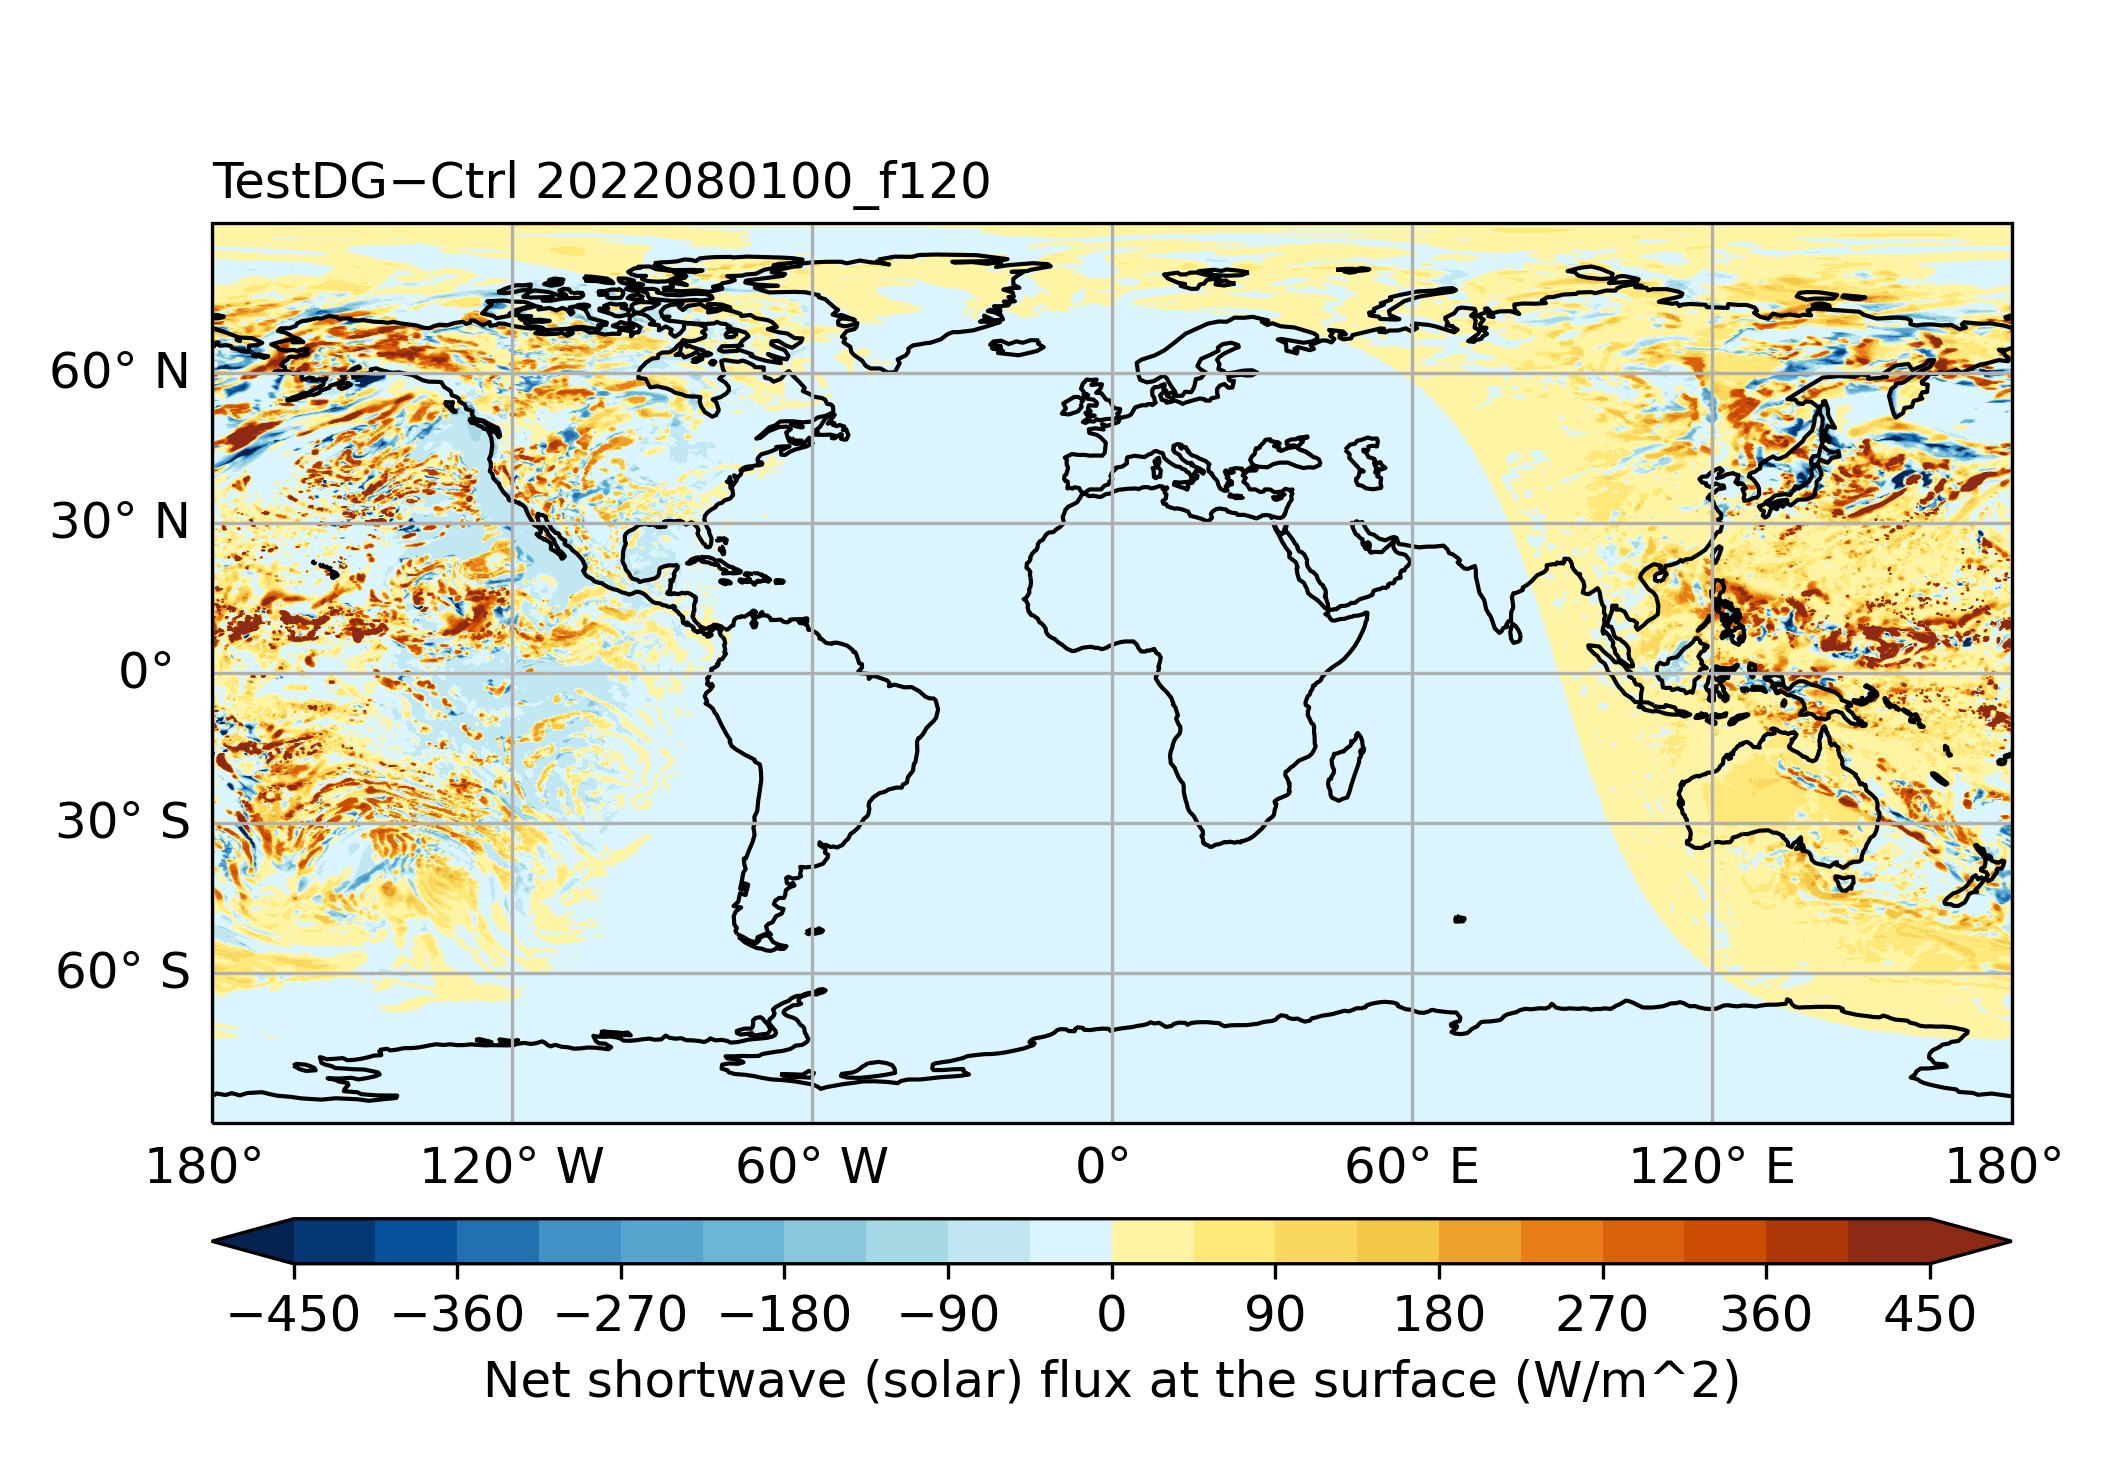 TestDG−Ctrl 2022080100_f120
60° N
30° N
0°
30° S
60° S
180° 120° W 60° W 0° 60° E 120° E 180°
−450 −360 −270 −180 −90 0 90 180 270 360 450
Net shortwave (solar) flux at the surface (W/m^2)